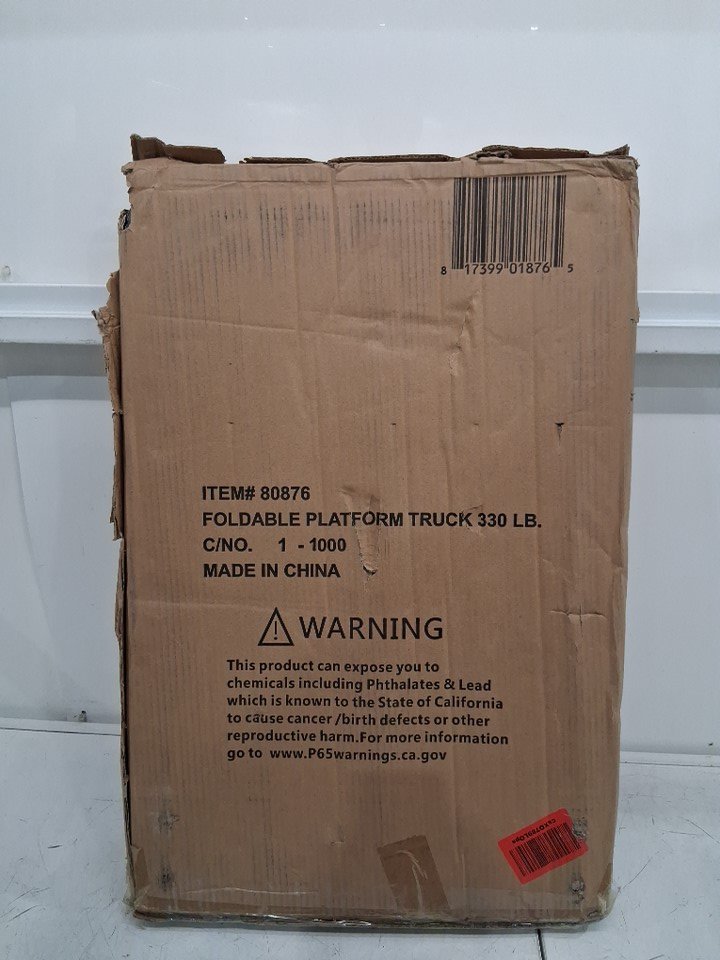 8 17399 01876 5
ITEM# 80876
FOLDABLE PLATFORM TRUCK 330 LB.
C/NO. 1 - 1000
MADE IN CHINA
WARNING
This product can expose you to
chemicals including Phthalates & Lead
which is known to the State of California
to cause cancer /birth defects or other
reproductive harm.For more information
go to www.P65warnings.ca.gov